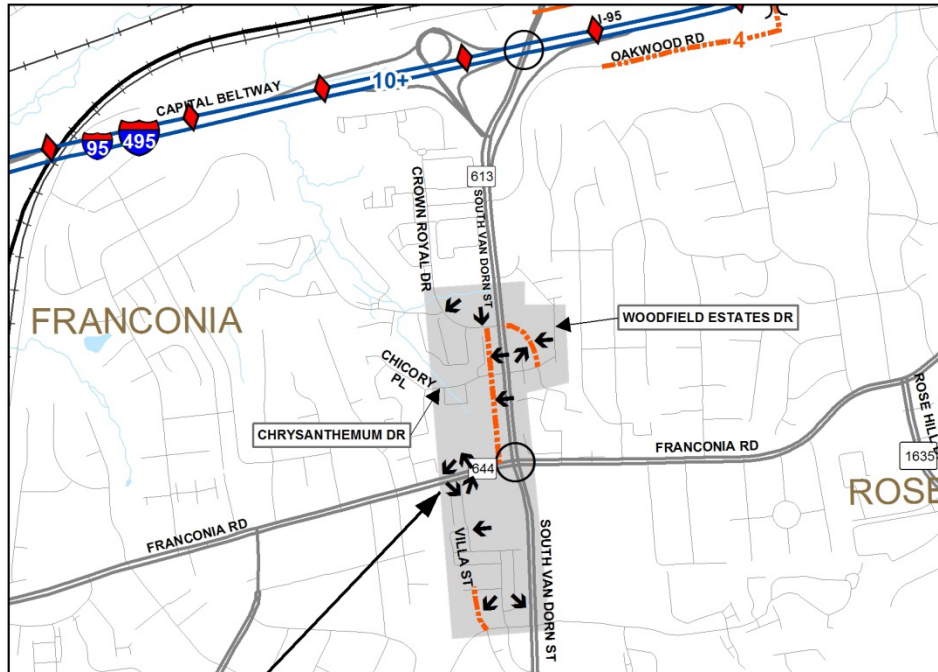 I-95
OAKWOOD RD
4
10+
CAPITAL BELTWAY
95
495
613
CROWN ROYAL DR
SOUTH VAN DORN ST
FRANCONIA
WOODFIELD ESTATES DR
CHICORY
PL
CHRYSANTHEMUM DR
FRANCONIA RD
644
ROSE HILL
1635
ROSE
FRANCONIA RD
VILLA ST
SOUTH VAN DORN ST